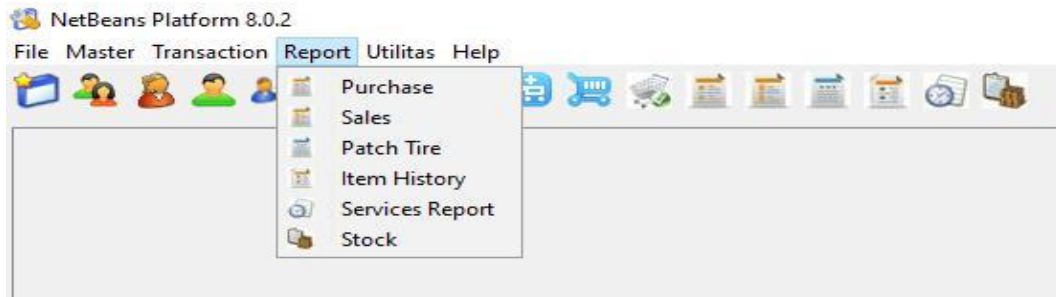 NetBeans Platform 8.0.2
File Master Transaction Report Utilitas Help
Purchase
Sales
Patch Tire
Item History
Services Report
Stock